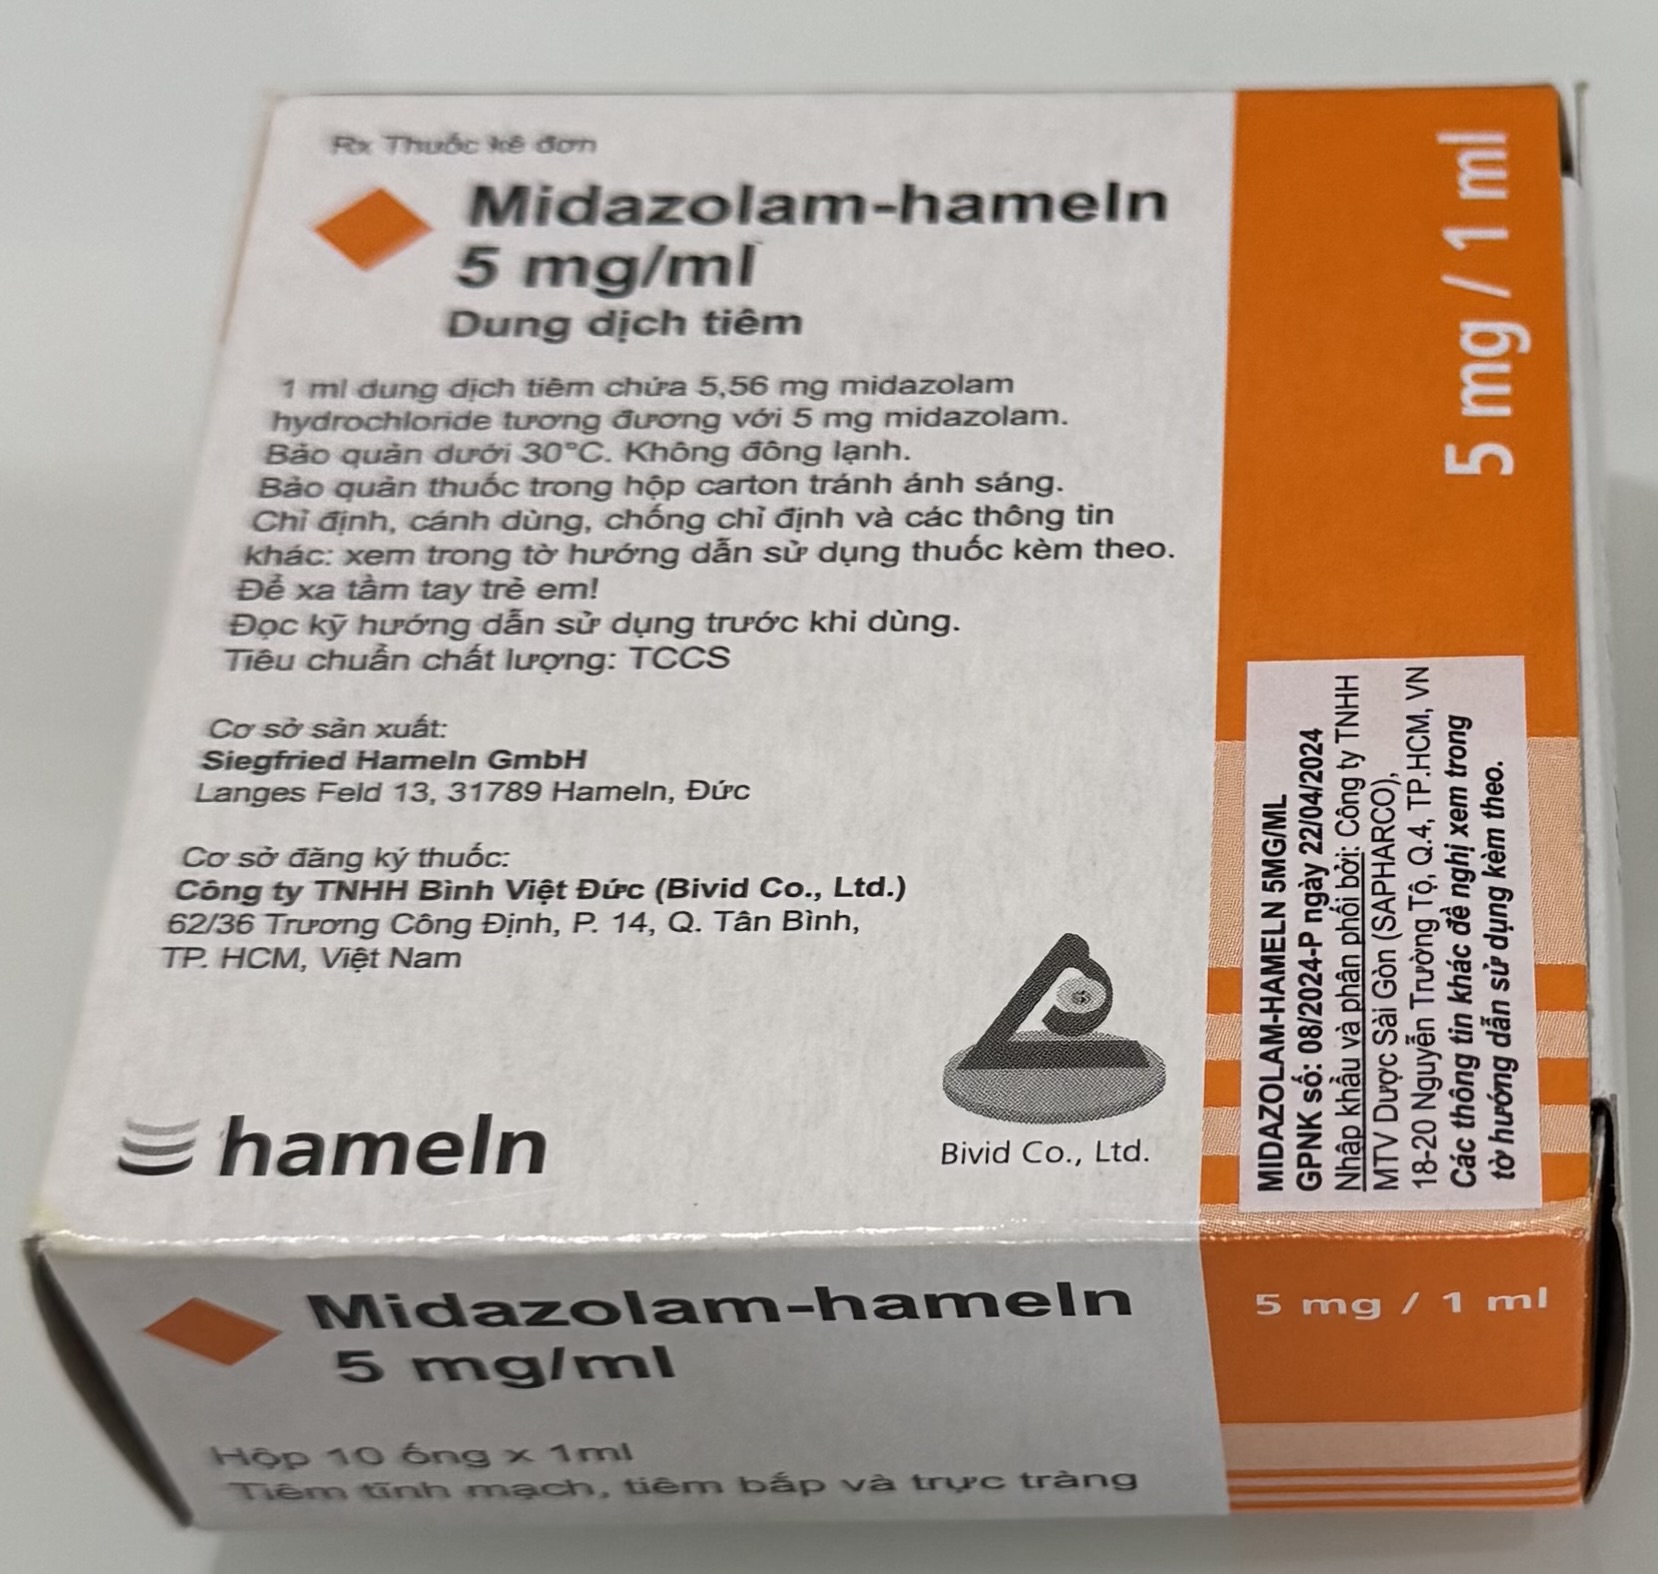 Rx Thuốc kê đơn
Midazolam-hameln
5 mg/ml
Dung dịch tiêm
1 ml dung dịch tiêm chứa 5,56 mg midazolam
hydrochloride tương đương với 5 mg midazolam.
Bảo quản dưới 30°C. Không đông lạnh.
Bảo quản thuốc trong hộp carton tránh ánh sáng.
Chỉ định, cánh dùng, chống chỉ định và các thông tin
khác: xem trong tờ hướng dẫn sử dụng thuốc kèm theo.
Để xa tầm tay trẻ em!
Đọc kỹ hướng dẫn sử dụng trước khi dùng.
Tiêu chuẩn chất lượng: TCCS
Cơ sở sản xuất:
Siegfried Hameln GmbH
Langes Feld 13, 31789 Hameln, Đức
Cơ sở đăng ký thuốc:
Công ty TNHH Bình Việt Đức (Bivid Co., Ltd.)
62/36 Trương Công Định, P. 14, Q. Tân Bình,
TP. HCM, Việt Nam
hameln
Bivid Co., Ltd.
5 mg / 1 ml
MIDAZOLAM-HAMELN 5MG/ML
GPNK số: 08/2024-P ngày 22/04/2024
Nhập khẩu và phân phối bởi: Công ty TNHH
MTV Dược Sài Gòn (SAPHARCO),
18-20 Nguyễn Trường Tộ, Q.4, TP.HCM, VN
Các thông tin khác đề nghị xem trong
tờ hướng dẫn sử dụng kèm theo.
Midazolam-hameln
5 mg/ml
5 mg / 1 ml
Hộp 10 ống x 1ml
Tiêm tĩnh mạch, tiêm bắp và trực tràng